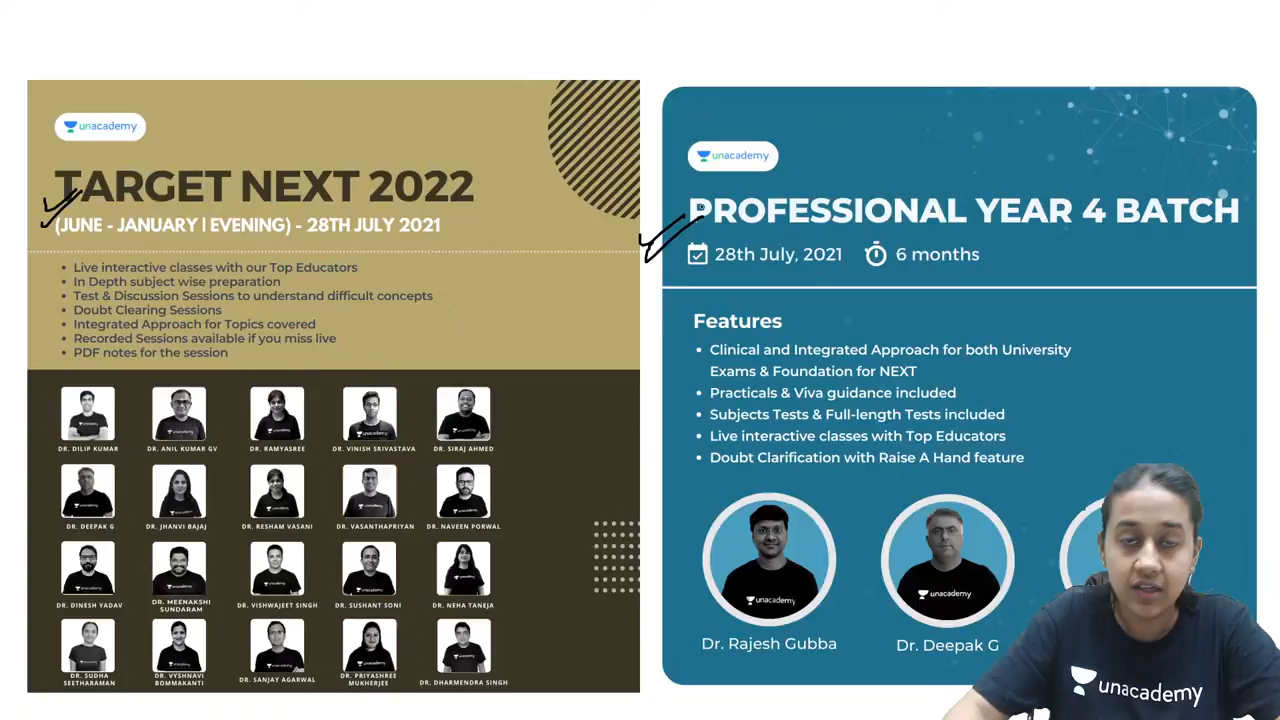 unacademy
TARGET NEXT 2022
(JUNE - JANUARY | EVENING) - 28TH JULY 2021
• Live interactive classes with our Top Educators
• In Depth subject wise preparation
• Test & Discussion Sessions to understand difficult concepts
• Doubt Clearing Sessions
• Integrated Approach for Topics covered
• Recorded Sessions available if you miss live
• PDF notes for the session
DR. DILIP KUMAR DR. ANIL KUMAR GV DR. RAMYASREE DR. VINISH SRIVASTAVA DR. SIRAJ AHMED
DR. DEEPAK G DR. JHANVI BAJAJ DR. RESHAM VASANI DR. VASANTHAPRIYAN DR. NAVEEN PORWAL
DR. DINESH YADAV DR. MEENAKSHI SUNDARAM DR. VISHWAJEET SINGH DR. SUSHANT SONI DR. NEHA TANEJA
DR. SUDHA SEETHARAMAN DR. VYSHNAVI BOMMAKANTI DR. SANJAY AGARWAL DR. PRIYASHREE MUKHERJEE DR. DHARMENDRA SINGH
unacademy
PROFESSIONAL YEAR 4 BATCH
28th July, 2021 6 months
Features
• Clinical and Integrated Approach for both University
Exams & Foundation for NEXT
• Practicals & Viva guidance included
• Subjects Tests & Full-length Tests included
• Live interactive classes with Top Educators
• Doubt Clarification with Raise A Hand feature
unacademy unacademy
Dr. Rajesh Gubba Dr. Deepak G
unacademy